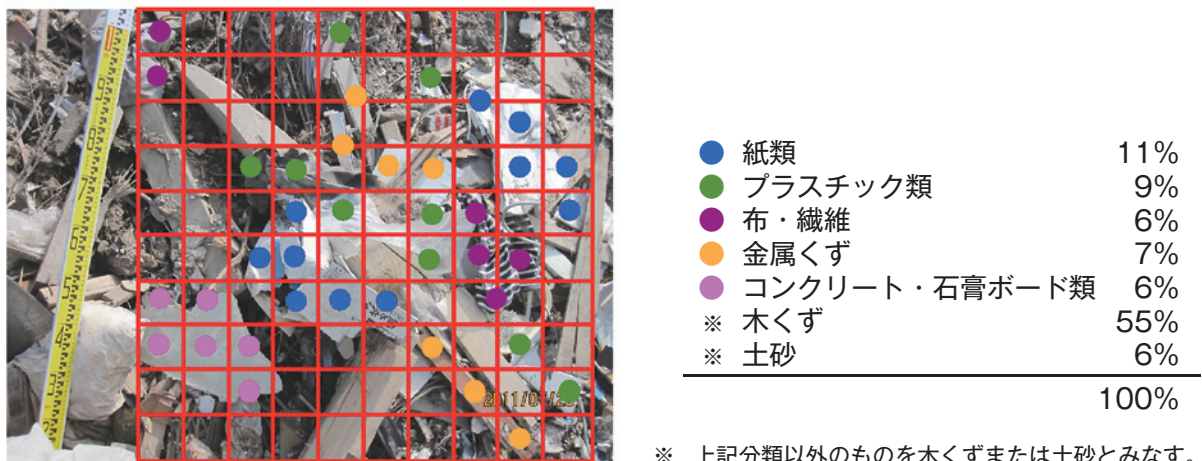 紙類 11%
プラスチック類 9%
布・繊維 6%
金属くず 7%
コンクリート・石膏ボード類 6%
※ 木くず 55%
※ 土砂 6%
100%
※ 上記分類以外のものを木くずまたは土砂とみなす。